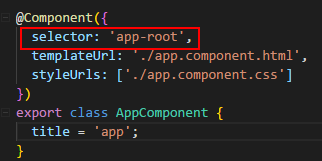 @Component({
  selector: 'app-root',
  templateUrl: './app.component.html',
  styleUrls: ['./app.component.css']
})
export class AppComponent {
  title = 'app';
}